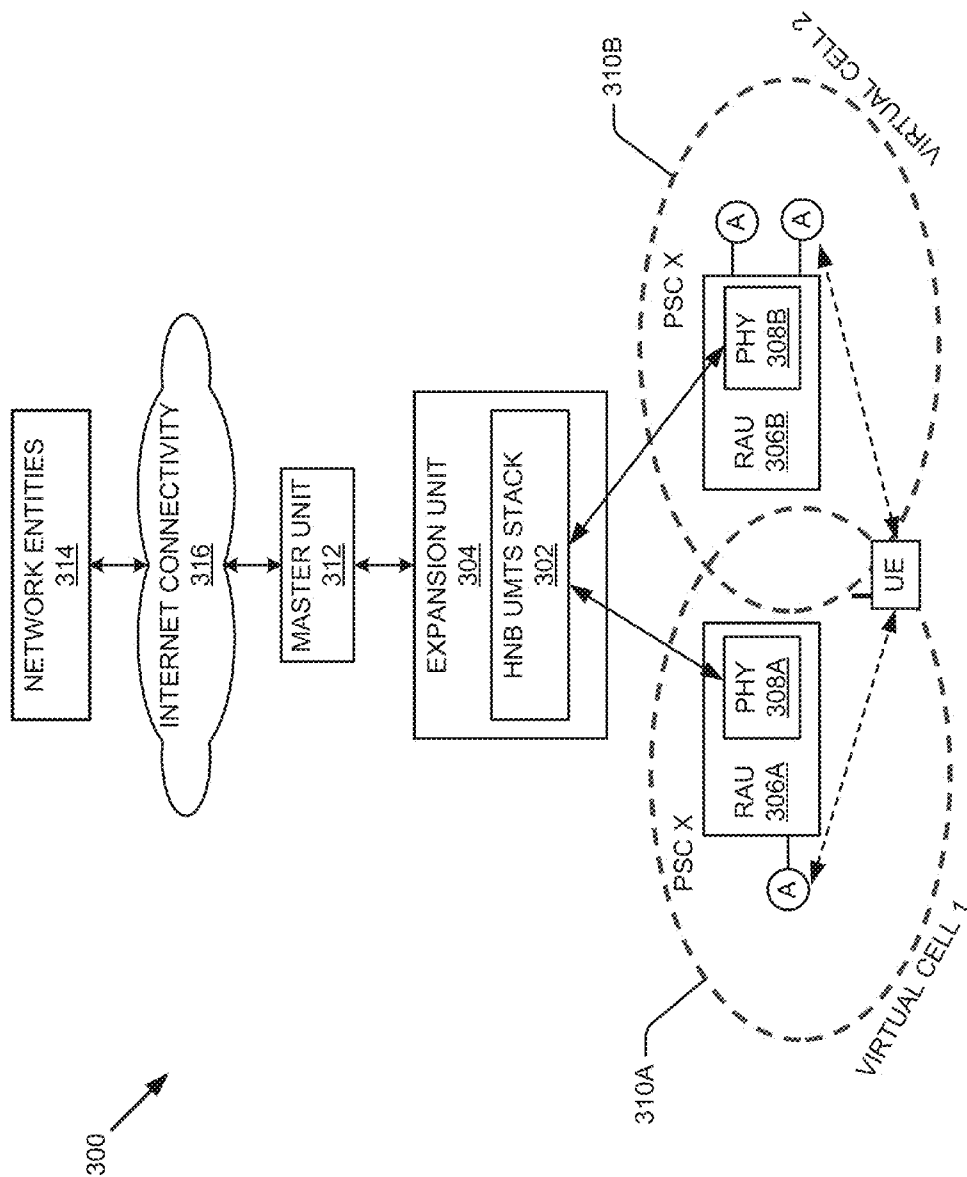 300
NETWORK ENTITIES
314
INTERNET CONNECTIVITY
316
MASTER UNIT
312
EXPANSION UNIT
304
HNB UMTS STACK
302
310A
310B
PSC X
PSC X
RAU
306A
PHY
308A
RAU
306B
PHY
308B
A
A
A
UE
VIRTUAL CELL 1
VIRTUAL CELL 2